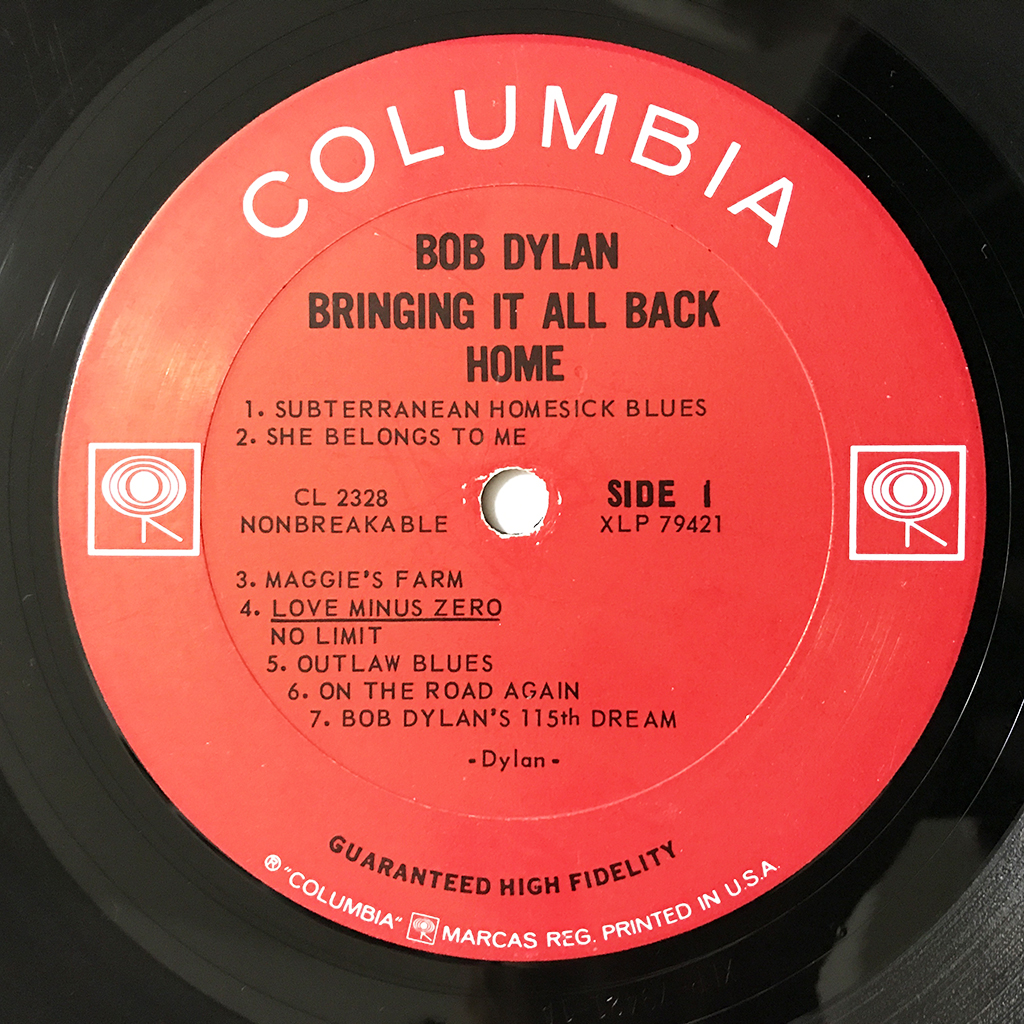 COLUMBIA
BOB DYLAN
BRINGING IT ALL BACK
HOME
1. SUBTERRANEAN HOMESICK BLUES
2. SHE BELONGS TO ME
CL 2328
NONBREAKABLE
SIDE 1
XLP 79421
3. MAGGIE'S FARM
4. LOVE MINUS ZERO
NO LIMIT
5. OUTLAW BLUES
6. ON THE ROAD AGAIN
7. BOB DYLAN'S 115th DREAM
-Dylan-
GUARANTEED HIGH FIDELITY
® "COLUMBIA" MARCAS REG. PRINTED IN U.S.A.